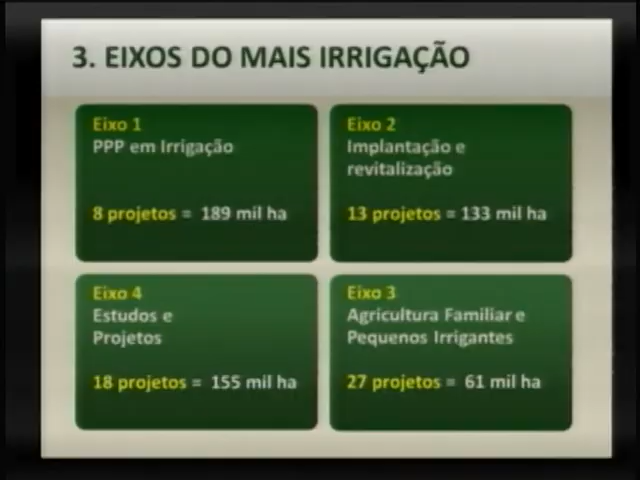 3. EIXOS DO MAIS IRRIGAÇÃO
Eixo 1
PPP em Irrigação
8 projetos = 189 mil ha
Eixo 2
Implantação e
revitalização
13 projetos = 133 mil ha
Eixo 4
Estudos e
Projetos
18 projetos = 155 mil ha
Eixo 3
Agricultura Familiar e
Pequenos Irrigantes
27 projetos = 61 mil ha